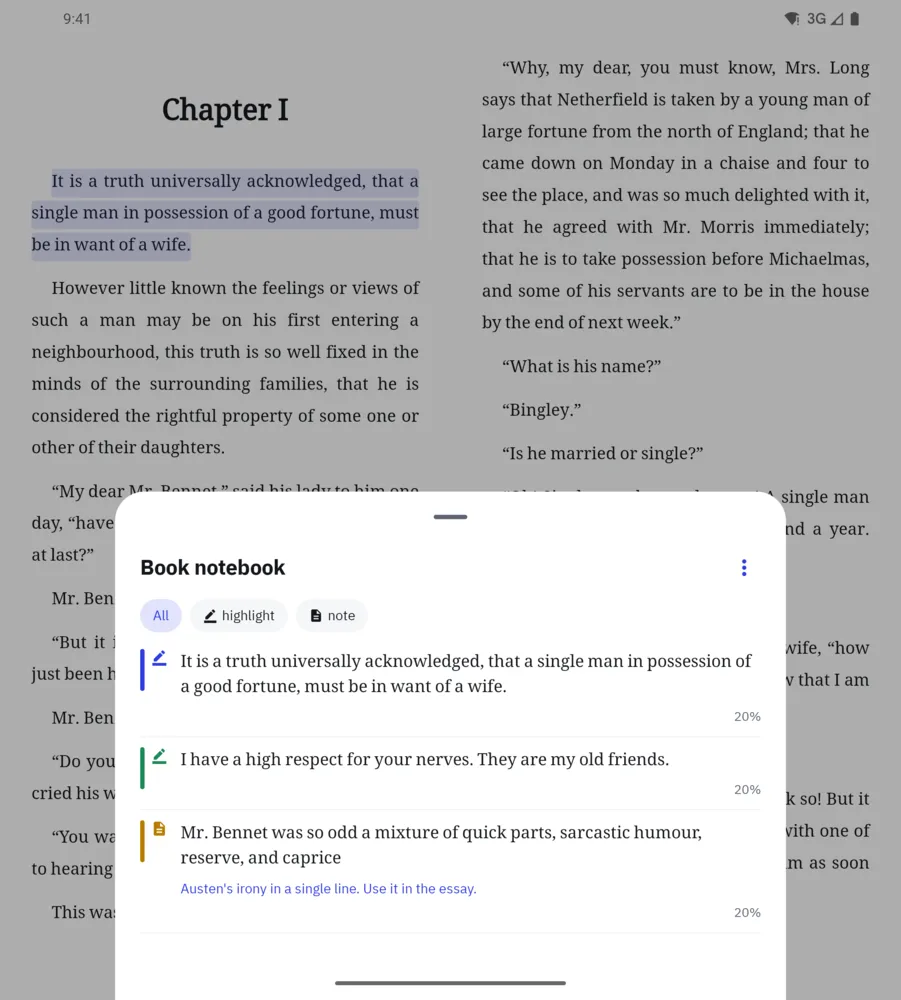 9:41
3G
Chapter I
It is a truth universally acknowledged, that a
single man in possession of a good fortune, must
be in want of a wife.
However little known the feelings or views of
such a man may be on his first entering a
neighbourhood, this truth is so well fixed in the
minds of the surrounding families, that he is
considered the rightful property of some one or
other of their daughters.
“My dear Mr. Bennet,” said his lady to him one
day, “have
at last?”
Mr. Ben
“But it i
just been h
Mr. Ben
“Do you
cried his w
“You wa
to hearing
This was
“Why, my dear, you must know, Mrs. Long
says that Netherfield is taken by a young man of
large fortune from the north of England; that he
came down on Monday in a chaise and four to
see the place, and was so much delighted with it,
that he agreed with Mr. Morris immediately;
that he is to take possession before Michaelmas,
and some of his servants are to be in the house
by the end of next week.”
“What is his name?”
“Bingley.”
“Is he married or single?”
A single man
nd a year.
wife, “how
w that I am
k so! But it
with one of
m as soon
Book notebook
All
highlight
note
It is a truth universally acknowledged, that a single man in possession of
a good fortune, must be in want of a wife.
20%
I have a high respect for your nerves. They are my old friends.
20%
Mr. Bennet was so odd a mixture of quick parts, sarcastic humour,
reserve, and caprice
Austen's irony in a single line. Use it in the essay.
20%